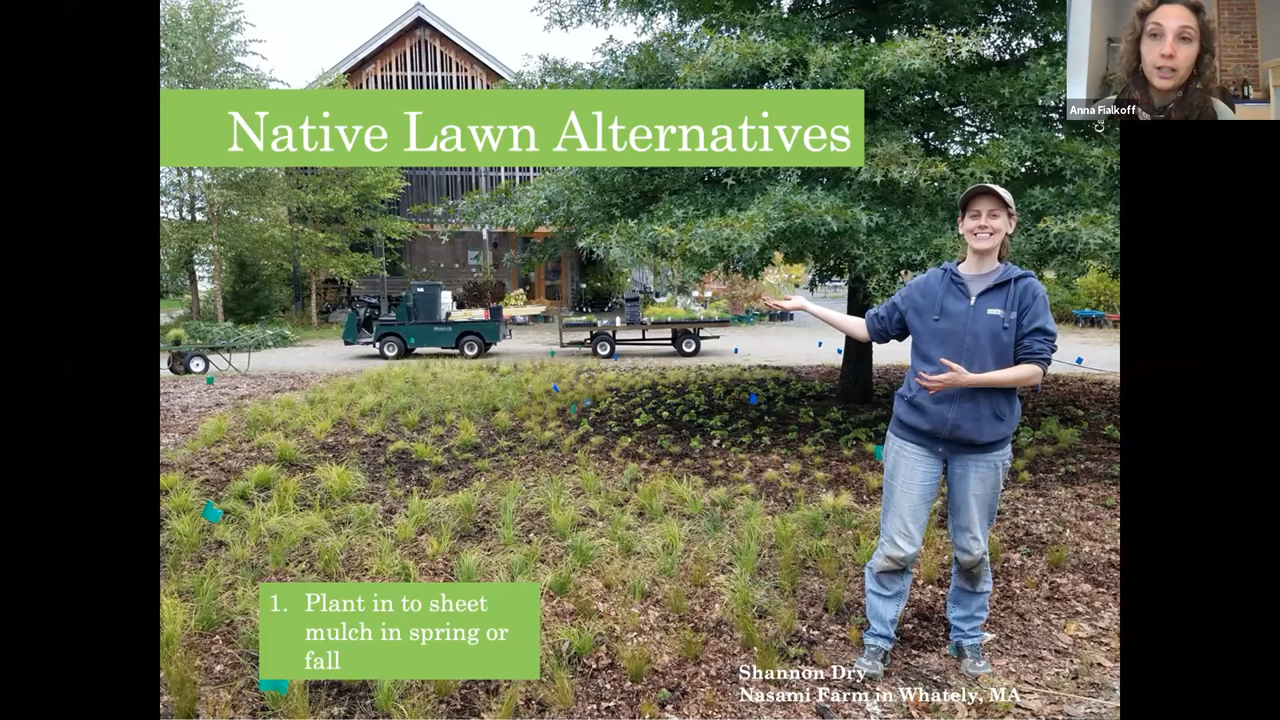 Native Lawn Alternatives
Anna Fialkoff
1. Plant in to sheet
mulch in spring or
fall
Shannon Dry
Nasami Farm in Whately, MA